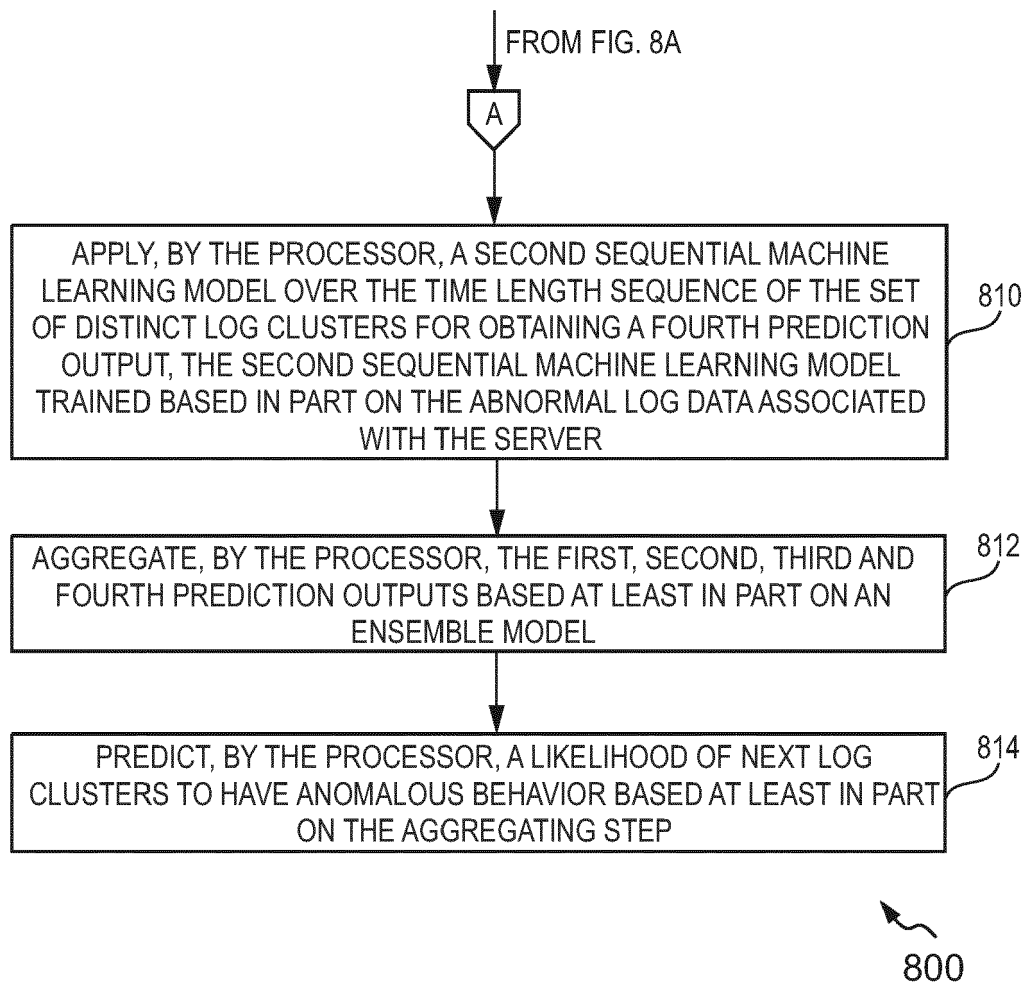 FROM FIG. 8A
A
APPLY, BY THE PROCESSOR, A SECOND SEQUENTIAL MACHINE
LEARNING MODEL OVER THE TIME LENGTH SEQUENCE OF THE SET
OF DISTINCT LOG CLUSTERS FOR OBTAINING A FOURTH PREDICTION
OUTPUT, THE SECOND SEQUENTIAL MACHINE LEARNING MODEL
TRAINED BASED IN PART ON THE ABNORMAL LOG DATA ASSOCIATED
WITH THE SERVER
810
AGGREGATE, BY THE PROCESSOR, THE FIRST, SECOND, THIRD AND
FOURTH PREDICTION OUTPUTS BASED AT LEAST IN PART ON AN
ENSEMBLE MODEL
812
PREDICT, BY THE PROCESSOR, A LIKELIHOOD OF NEXT LOG
CLUSTERS TO HAVE ANOMALOUS BEHAVIOR BASED AT LEAST IN PART
ON THE AGGREGATING STEP
814
800